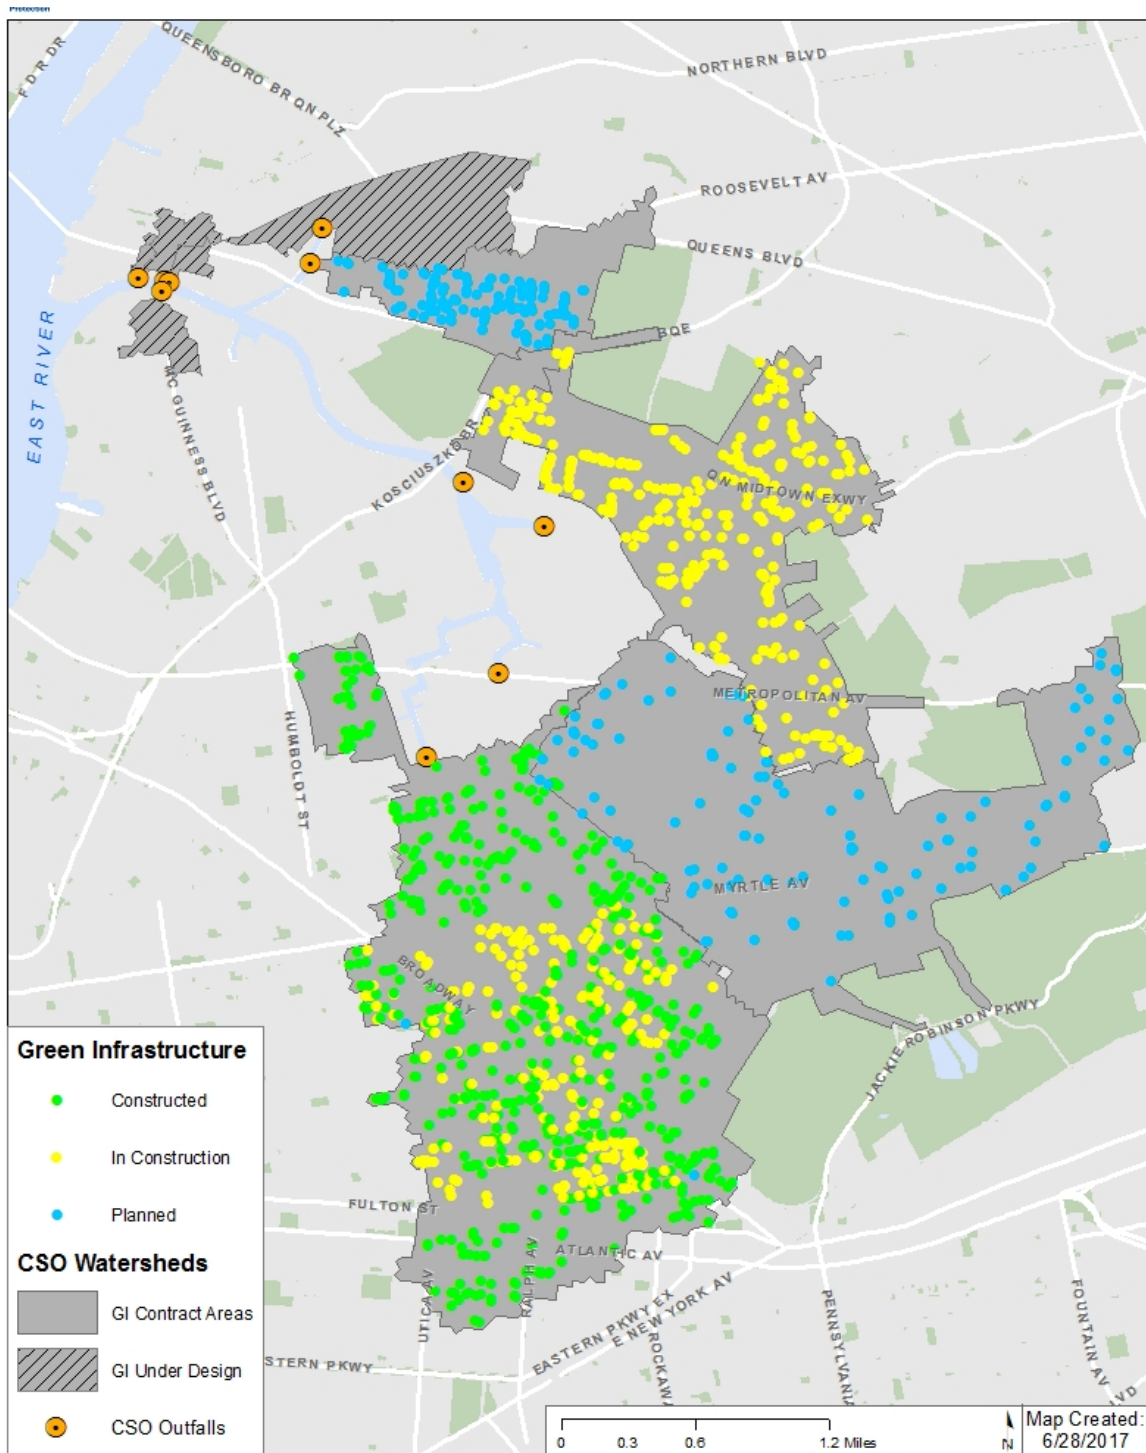 Protection
F D R DR
QUEENSBORO BR QN PLZ
NORTHERN BLVD
ROOSEVELT AV
QUEENS BLVD
BQE
EAST RIVER
MC GUINNESS BLVD
KOSCIUSZKO BR
QN MIDTOWN EXWY
HUMBOLDT ST
METROPOLITAN AV
MYRTLE AV
BROADWAY
JACKIE ROBINSON PKWY
FULTON ST
ATLANTIC AV
UTICA AV
RALPH AV
EASTERN PKWY EX
E NEW YORK AV
ROCKAWA
PENNSYLVANIA
FOUNTAIN AV
LVD
STERN PKWY
Green Infrastructure
Constructed
In Construction
Planned
CSO Watersheds
GI Contract Areas
GI Under Design
CSO Outfalls
0 0.3 0.6 1.2 Miles
N
Map Created:
6/28/2017